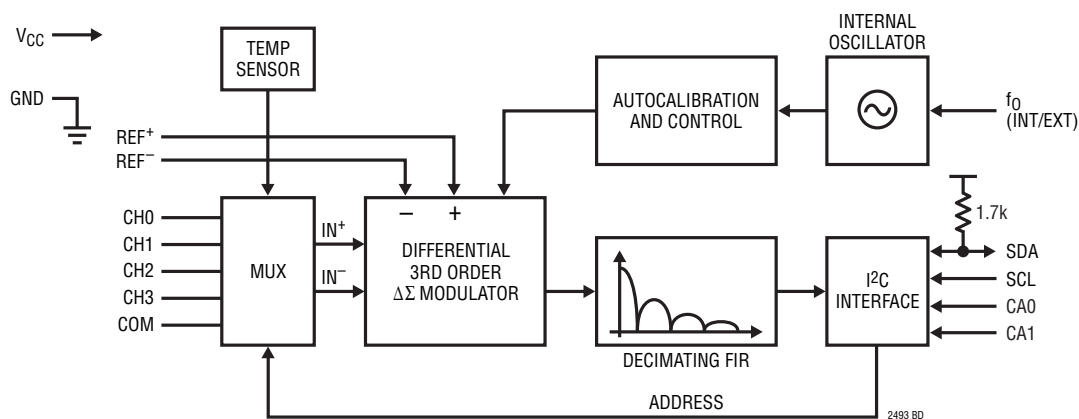 V_CC
GND
TEMP
SENSOR
REF⁺
REF⁻
CH0
CH1
CH2
CH3
COM
MUX
IN⁺
IN⁻
− +
DIFFERENTIAL
3RD ORDER
ΔΣ MODULATOR
AUTOCALIBRATION
AND CONTROL
INTERNAL
OSCILLATOR
f_O
(INT/EXT)
1.7k
SDA
SCL
CA0
CA1
I²C
INTERFACE
DECIMATING FIR
ADDRESS
2493 BD